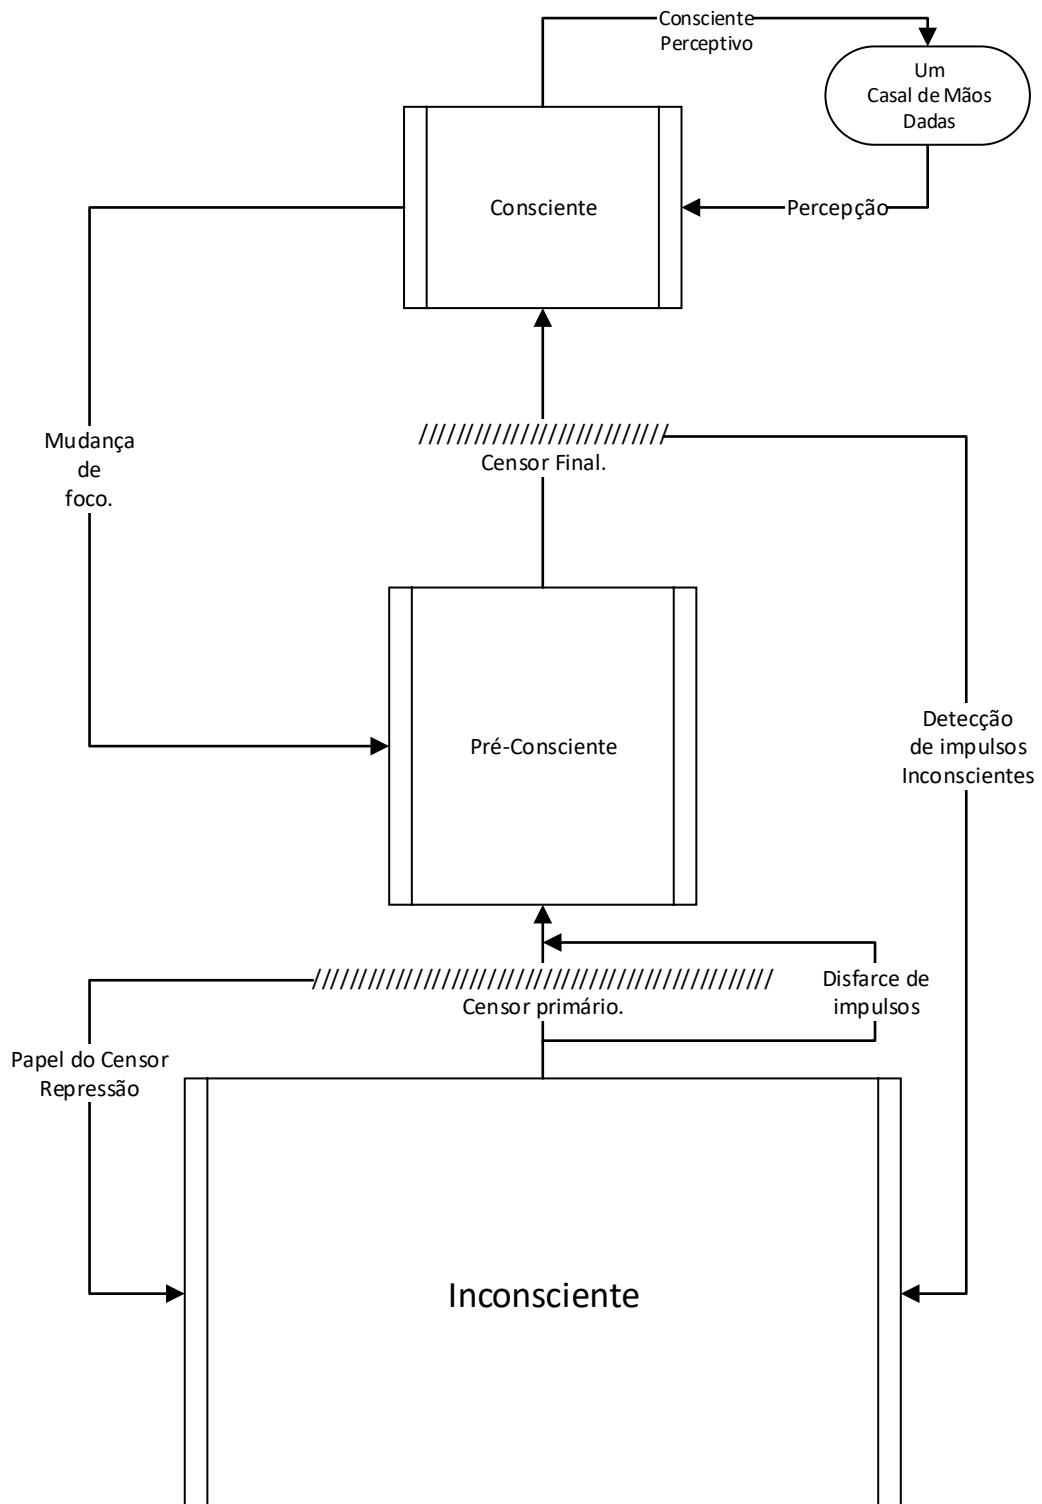 Consciente
Perceptivo
Um
Casal de Mãos
Dadas
Consciente
Percepção
Mudança
de
foco.
////////////////////////////
Censor Final.
Detecção
de impulsos
Inconscientes
Pré-Consciente
////////////////////////////////////////////////////
Censor primário.
Disfarce de
impulsos
Papel do Censor
Repressão
Inconsciente